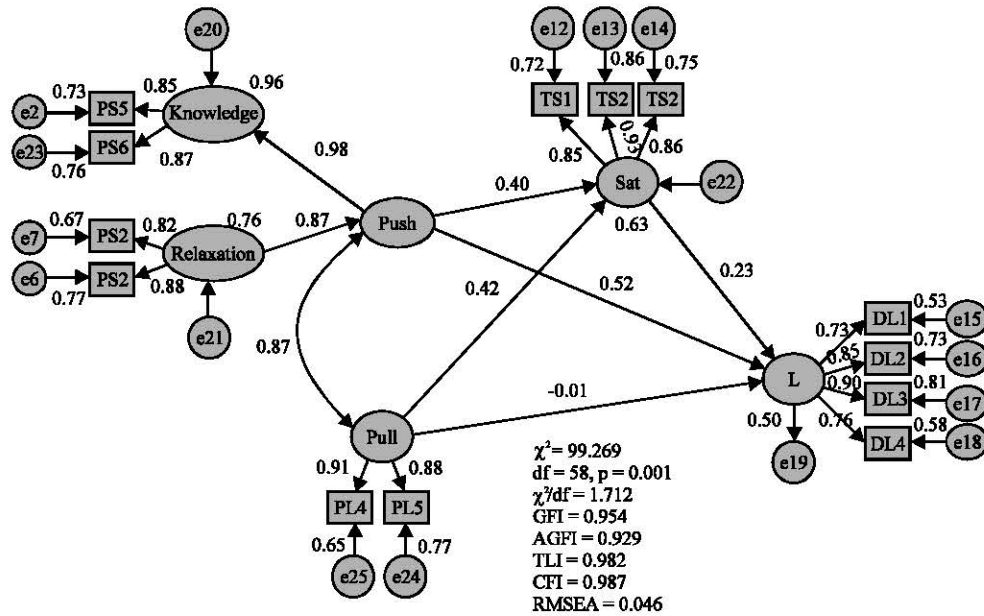 e20
e12
e13
e14
0.96
0.72
0.86
0.75
0.73
0.85
e2
PS5
Knowledge
TS1
TS2
TS2
e23
PS6
0.76
0.87
0.98
0.85
0.93
0.86
0.40
Sat
e22
0.67
0.82
0.76
0.87
Push
0.63
e7
PS2
Relaxation
e6
PS2
0.77
0.88
0.42
0.52
0.23
e21
0.87
0.53
DL1
e15
0.73
0.73
0.85
DL2
e16
L
0.90
0.81
DL3
e17
-0.01
0.50
0.76
0.58
DL4
e18
Pull
e19
0.91
0.88
PL4
PL5
0.65
0.77
e25
e24
χ²= 99.269
df = 58, p = 0.001
χ²/df = 1.712
GFI = 0.954
AGFI = 0.929
TLI = 0.982
CFI = 0.987
RMSEA = 0.046